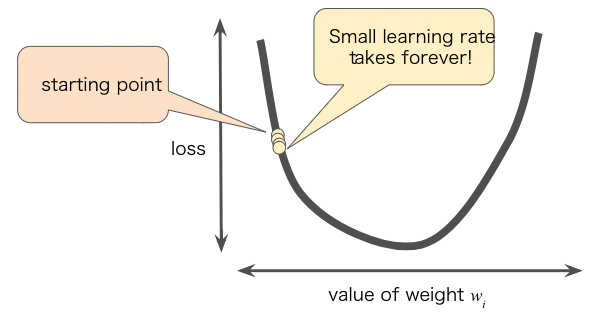 Small learning rate
takes forever!
starting point
loss
value of weight wᵢ